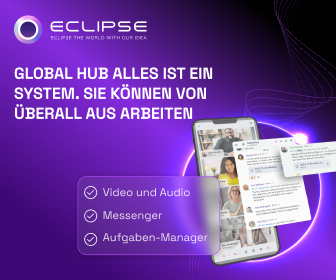 ECLIPSE
ECLIPSE THE WORLD WITH OUR IDEA
GLOBAL HUB ALLES IST EIN
SYSTEM. SIE KÖNNEN VON
ÜBERALL AUS ARBEITEN
Video und Audio
Messenger
Aufgaben-Manager